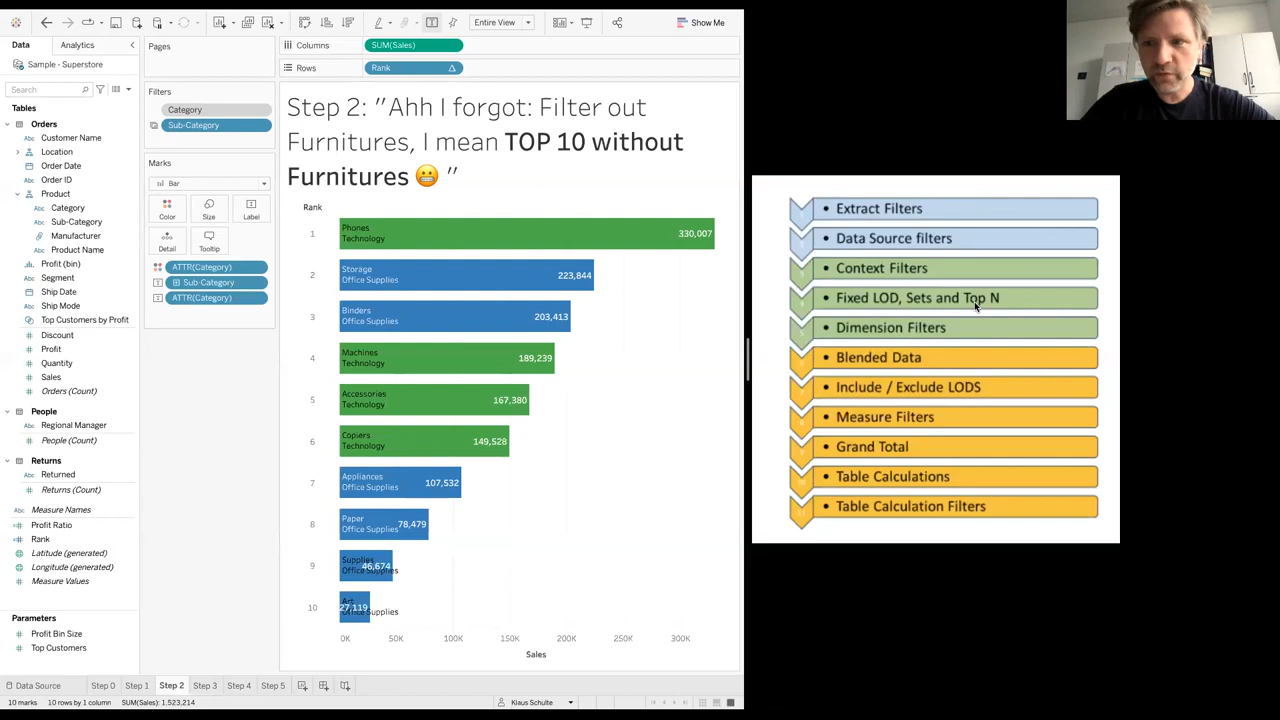 Entire View
Show Me
Data
Analytics
Sample - Superstore
Search
Tables
Orders
Customer Name
Location
Order Date
Order ID
Product
Category
Sub-Category
Manufacturer
Product Name
Profit (bin)
Segment
Ship Date
Ship Mode
Top Customers by Profit
Discount
Profit
Quantity
Sales
Orders (Count)
People
Regional Manager
People (Count)
Returns
Returned
Returns (Count)
Measure Names
Profit Ratio
Rank
Latitude (generated)
Longitude (generated)
Measure Values
Parameters
Profit Bin Size
Top Customers
Pages
Filters
Category
Sub-Category
Marks
Bar
Color
Size
Label
Detail
Tooltip
ATTR(Category)
Sub-Category
ATTR(Category)
Columns
SUM(Sales)
Rows
Rank
Step 2: "Ahh I forgot: Filter out
Furnitures, I mean TOP 10 without
Furnitures 😬 "
Rank
1
Phones
Technology
330,007
2
Storage
Office Supplies
223,844
3
Binders
Office Supplies
203,413
4
Machines
Technology
189,239
5
Accessories
Technology
167,380
6
Copiers
Technology
149,528
7
Appliances
Office Supplies
107,532
8
Paper
Office Supplies
78,479
9
Supplies
Office Supplies
46,674
10
Art
Office Supplies
27,119
0K
50K
100K
150K
200K
250K
300K
Sales
Data Source
Step 0
Step 1
Step 2
Step 3
Step 4
Step 5
10 marks
10 rows by 1 column
SUM(Sales): 1.523,214
Klaus Schulte
• Extract Filters
• Data Source filters
• Context Filters
• Fixed LOD, Sets and Top N
• Dimension Filters
• Blended Data
• Include / Exclude LODS
• Measure Filters
• Grand Total
• Table Calculations
• Table Calculation Filters